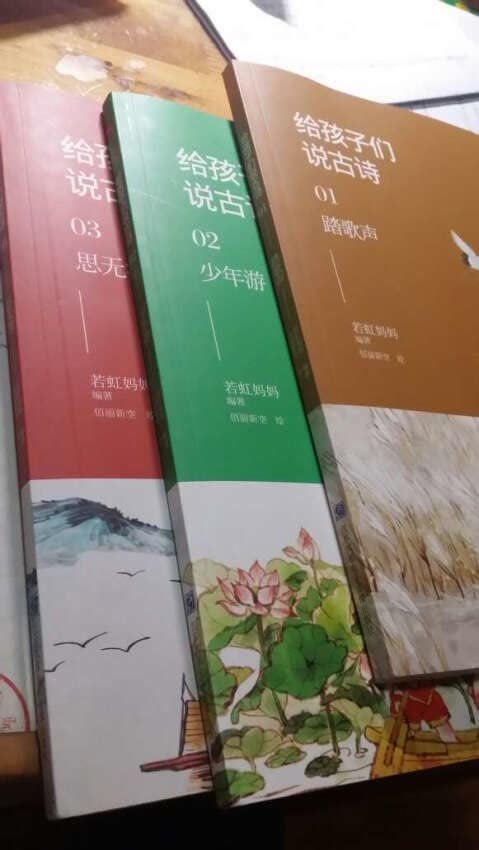 给孩子们
说古诗
01
踏歌声
若虹妈妈
编著
佰丽新空 绘
给孩子
说古诗
02
少年游
若虹妈妈
编著
佰丽新空 绘
给孩
说古
03
思无
若虹妈妈
编著
佰丽新空